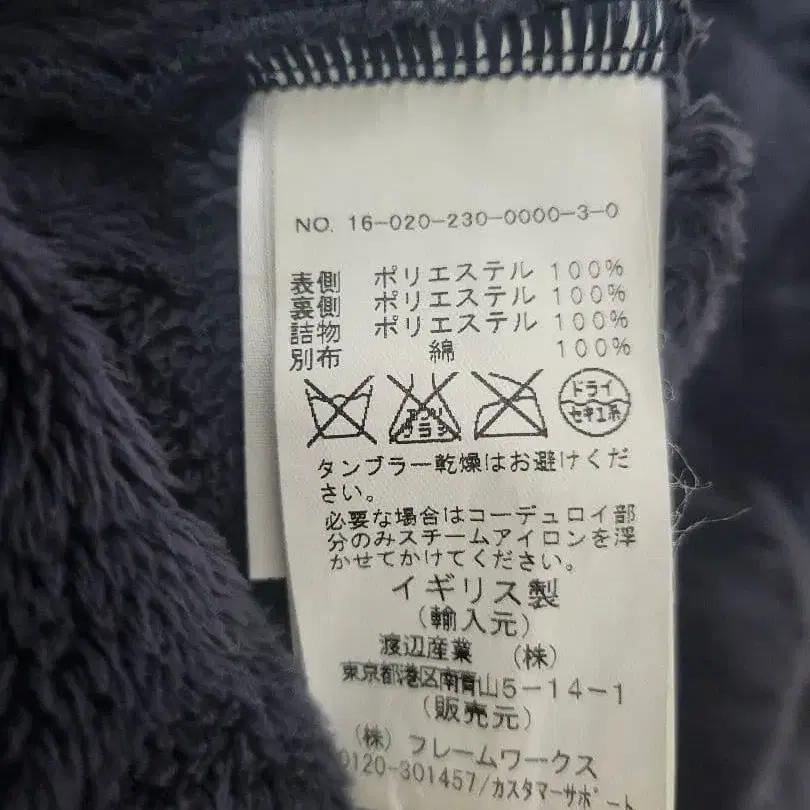 NO. 16-020-230-0000-3-0
表側 ポリエステル 100%
裏側 ポリエステル 100%
詰物 ポリエステル 100%
別布 綿 100%
エンソ サラシ
ドライ
セキユ系
タンブラー乾燥はお避けくだ
さい。
必要な場合はコーデュロイ部
分のみスチームアイロンを浮
かせてかけてください。
イギリス製
(輸入元)
渡辺産業 (株)
東京都港区南青山5-14-1
(販売元)
(株) フレームワークス
0120-301457/カスタマーサポート